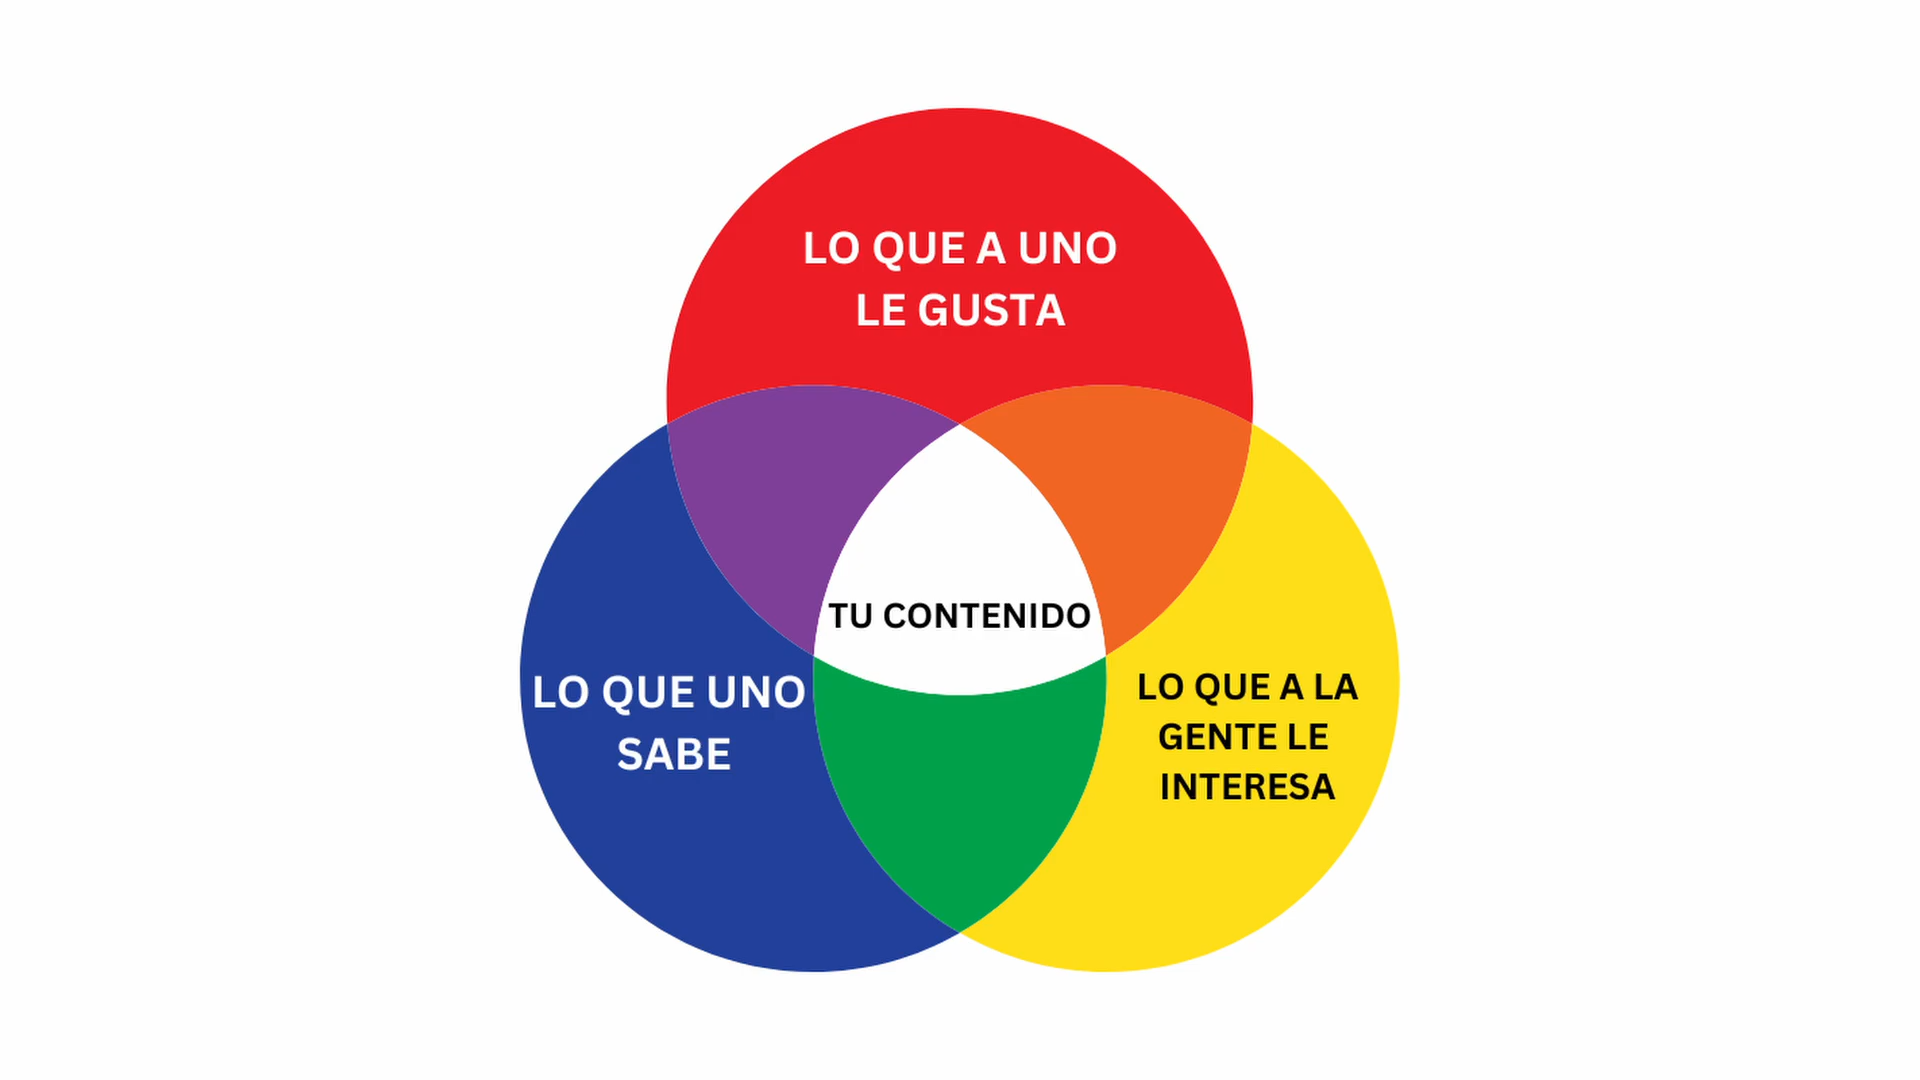 LO QUE A UNO
LE GUSTA
TU CONTENIDO
LO QUE UNO
SABE
LO QUE A LA
GENTE LE
INTERESA